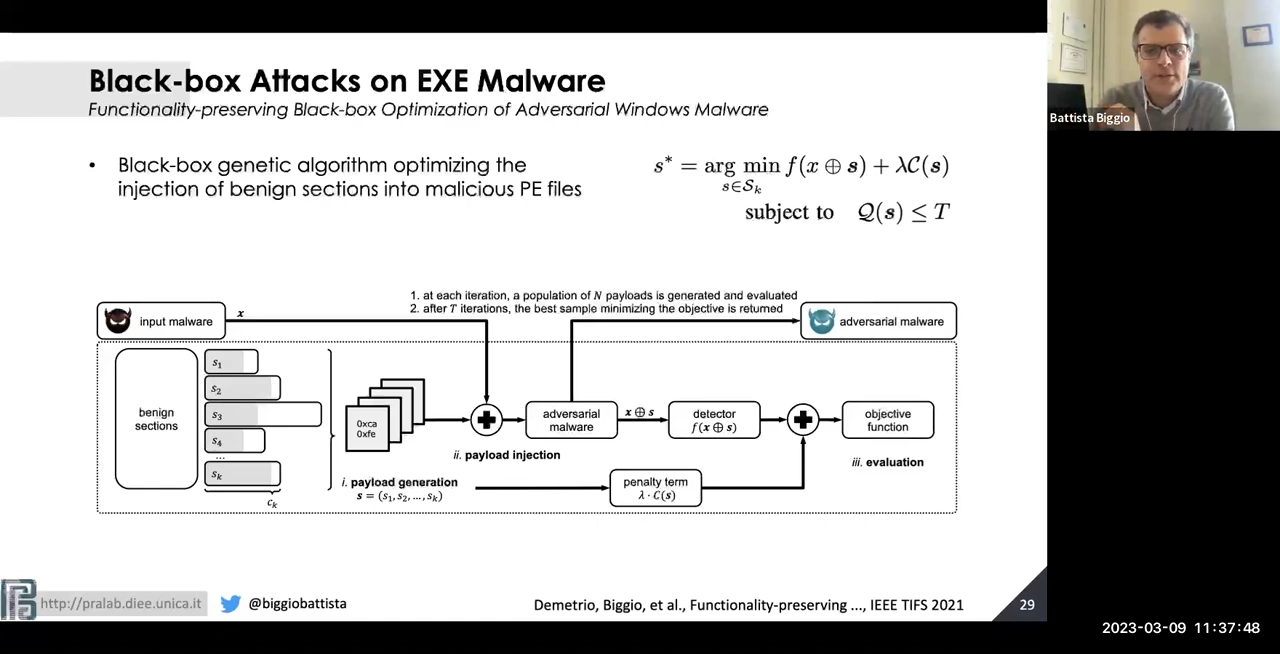 Black-box Attacks on EXE Malware
Functionality-preserving Black-box Optimization of Adversarial Windows Malware
• Black-box genetic algorithm optimizing the
injection of benign sections into malicious PE files
s* = arg min f(x ⊕ s) + λC(s)
s∈S_k
subject to Q(s) ≤ T
1. at each iteration, a population of N payloads is generated and evaluated
2. after T iterations, the best sample minimizing the objective is returned
input malware
x
adversarial malware
benign
sections
s₁
s₂
s₃
s₄
...
sₖ
cₖ
0xca
0xfe
i. payload generation
s = (s₁, s₂, ..., sₖ)
ii. payload injection
adversarial
malware
x ⊕ s
detector
f(x ⊕ s)
penalty term
λ · C(s)
objective
function
iii. evaluation
http://pralab.diee.unica.it
@biggiobattista
Demetrio, Biggio, et al., Functionality-preserving ..., IEEE TIFS 2021
29
Battista Biggio
2023-03-09 11:37:48